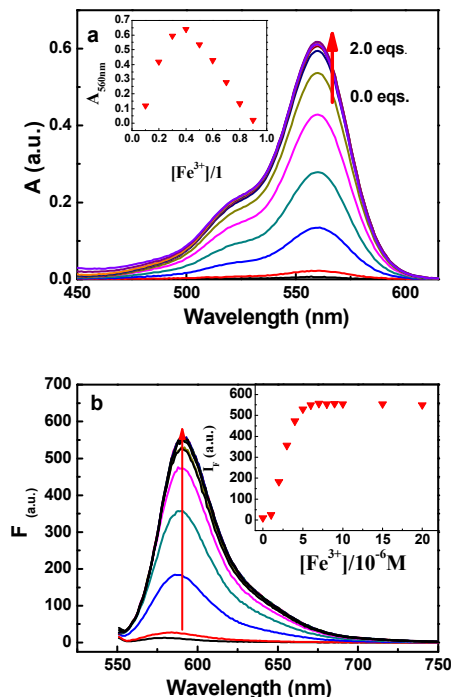 a
2.0 eqs.
0.0 eqs.
A (a.u.)
0.6
0.4
0.2
0.0
450 500 550 600
Wavelength (nm)
A560nm
0.6
0.5
0.4
0.3
0.2
0.1
0.0
0.0 0.2 0.4 0.6 0.8 1.0
[Fe3+]/1
b
F (a.u.)
700
600
500
400
300
200
100
0
550 600 650 700 750
Wavelength (nm)
IF (a.u.)
600
500
400
300
200
100
0
0 5 10 15 20
[Fe3+]/10-6M